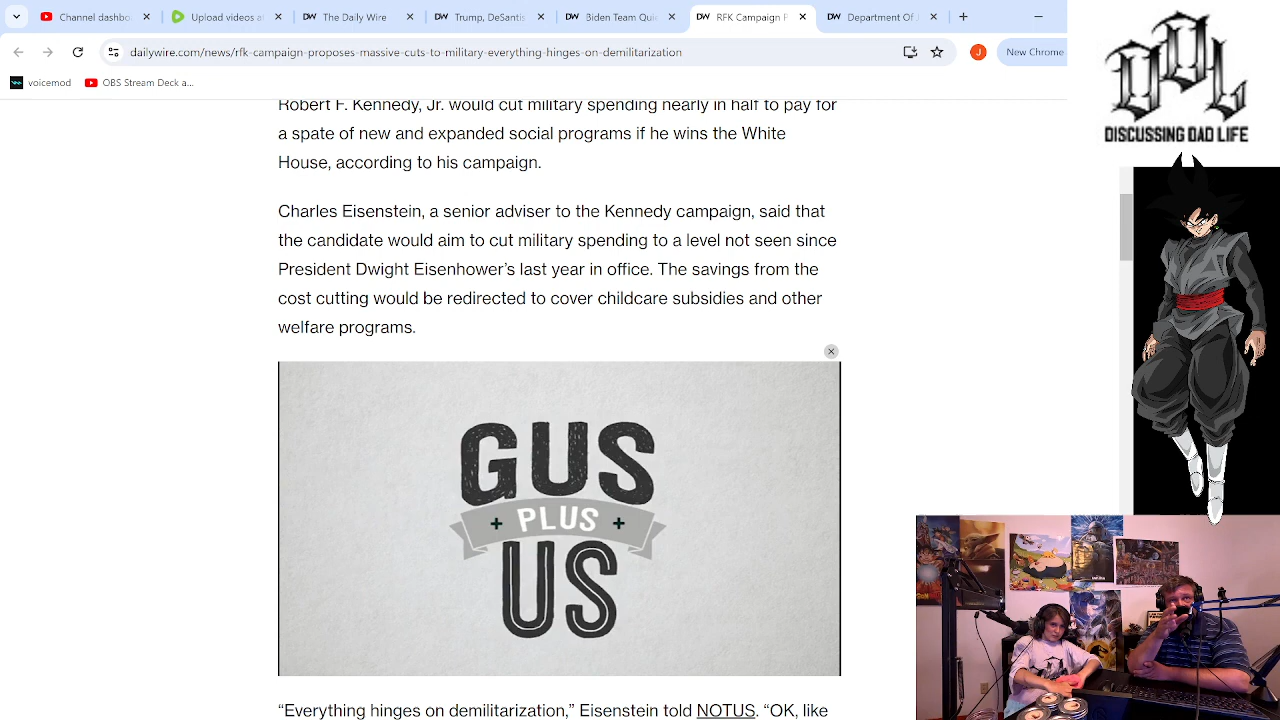 Channel dashbo
Upload videos at
The Daily Wire
Trump, DeSantis
Biden Team Quie
RFK Campaign P
Department Of J
dailywire.com/news/rfk-campaign-proposes-massive-cuts-to-military-everything-hinges-on-demilitarization
J
New Chrome
voicemod
OBS Stream Deck a...
DDL
DISCUSSING DAD LIFE
Robert F. Kennedy, Jr. would cut military spending nearly in half to pay for
a spate of new and expanded social programs if he wins the White
House, according to his campaign.
Charles Eisenstein, a senior adviser to the Kennedy campaign, said that
the candidate would aim to cut military spending to a level not seen since
President Dwight Eisenhower’s last year in office. The savings from the
cost cutting would be redirected to cover childcare subsidies and other
welfare programs.
GUS
+ PLUS +
US
“Everything hinges on demilitarization,” Eisenstein told NOTUS. “OK, like